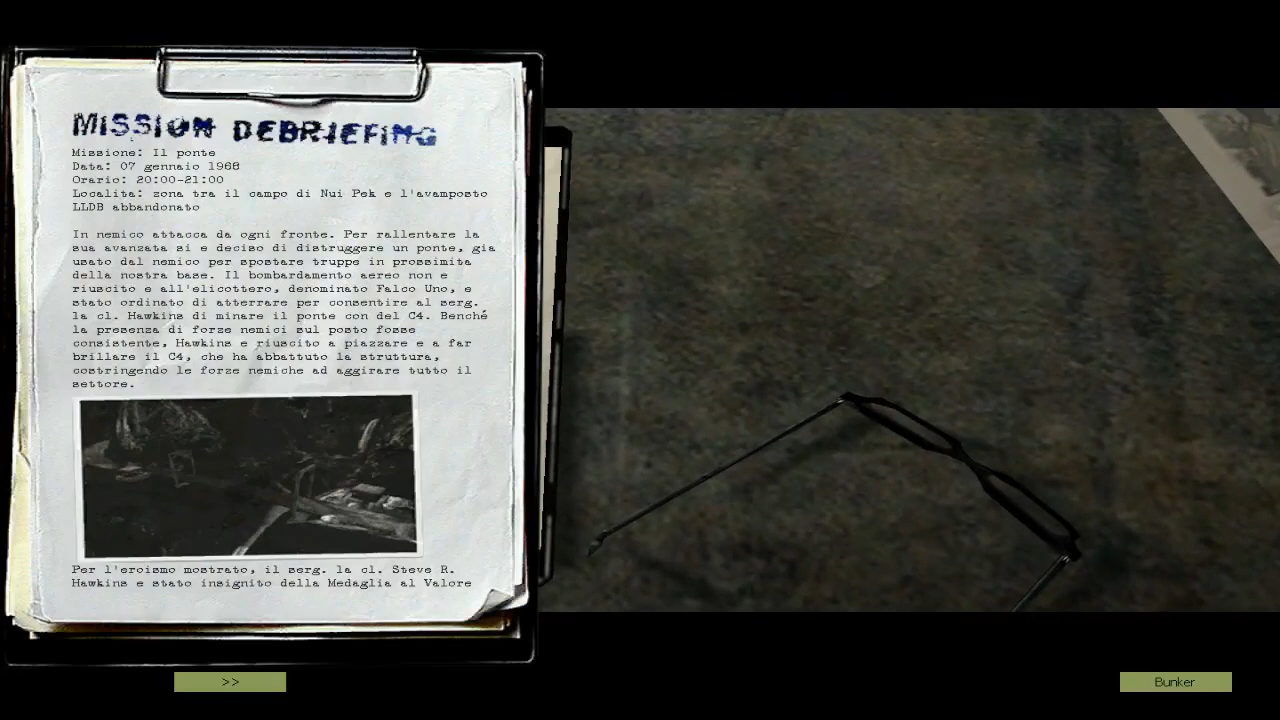 MISSION DEBRIEFING
Missione: Il ponte
Data: 07 gennaio 1968
Orario: 20:00-21:00
Localita: zona tra il campo di Nui Pek e l'avamposto
LLDB abbandonato
In nemico attacca da ogni fronte. Per rallentare la
sua avanzata si e deciso di distruggere un ponte, gia
usato dal nemico per spostare truppe in prossimita
della nostra base. Il bombardamento aereo non e
riuscito e all'elicottero, denominato Falco Uno, e
stato ordinato di atterrare per consentire al serg.
la cl. Hawkins di minare il ponte con del C4. Benché
la presenza di forze nemici sul posto fosse
consistente, Hawkins e riuscito a piazzare e a far
brillare il C4, che ha abbattuto la struttura,
costringendo le forze nemiche ad aggirare tutto il
settore.
Per l'eroismo mostrato, il serg. la cl. Steve R.
Hawkins e stato insignito della Medaglia al Valore
>>
Bunker